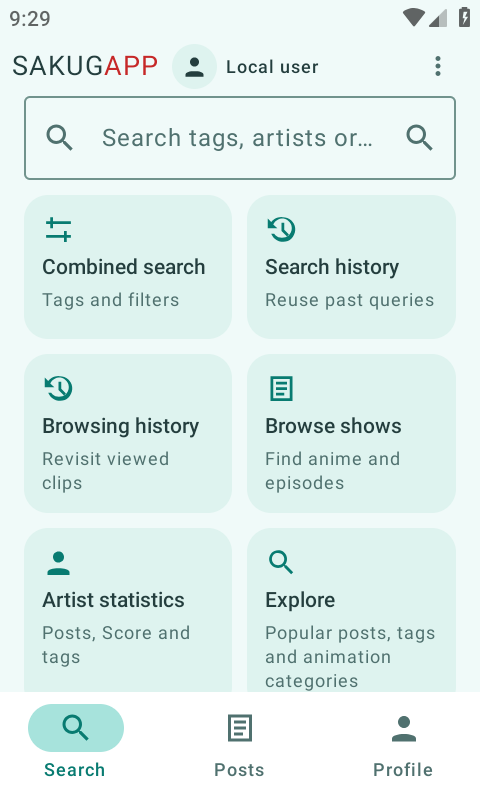 9:29
SAKUGAPP
Local user
Search tags, artists or…
Combined search
Tags and filters
Search history
Reuse past queries
Browsing history
Revisit viewed
clips
Browse shows
Find anime and
episodes
Artist statistics
Posts, Score and
tags
Explore
Popular posts, tags
and animation
categories
Search
Posts
Profile